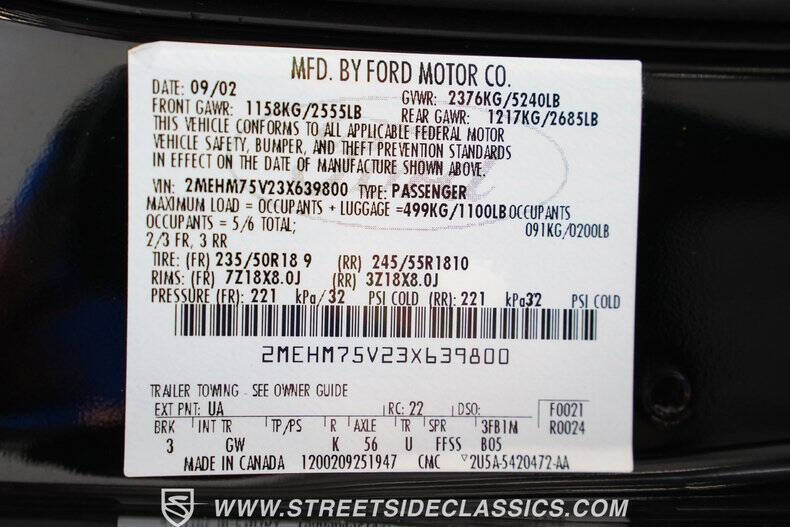 MFD. BY FORD MOTOR CO.
DATE: 09/02 GVWR: 2376KG/5240LB
FRONT GAWR: 1158KG/2555LB REAR GAWR: 1217KG/2685LB
THIS VEHICLE CONFORMS TO ALL APPLICABLE FEDERAL MOTOR
VEHICLE SAFETY, BUMPER, AND THEFT PREVENTION STANDARDS
IN EFFECT ON THE DATE OF MANUFACTURE SHOWN ABOVE.
VIN: 2MEHM75V23X639800 TYPE: PASSENGER
MAXIMUM LOAD = OCCUPANTS + LUGGAGE =499KG/1100LB OCCUPANTS
OCCUPANTS = 5/6 TOTAL; 091KG/0200LB
2/3 FR, 3 RR
TIRE: (FR) 235/50R18 9 (RR) 245/55R1810
RIMS: (FR) 7Z18X8.0J (RR) 3Z18X8.0J
PRESSURE (FR): 221 kPa/32 PSI COLD (RR): 221 kPa32 PSI COLD
2MEHM75V23X639800
TRAILER TOWING - SEE OWNER GUIDE
EXT PNT: UA RC: 22 DSO: F0021
BRK INT TR TP/PS R AXLE TR SPR 3FB1M R0024
3 GW K 56 U FFSS B05
MADE IN CANADA 1200209251947 CMC ▽2U5A-5420472-AA
WWW.STREETSIDECLASSICS.COM